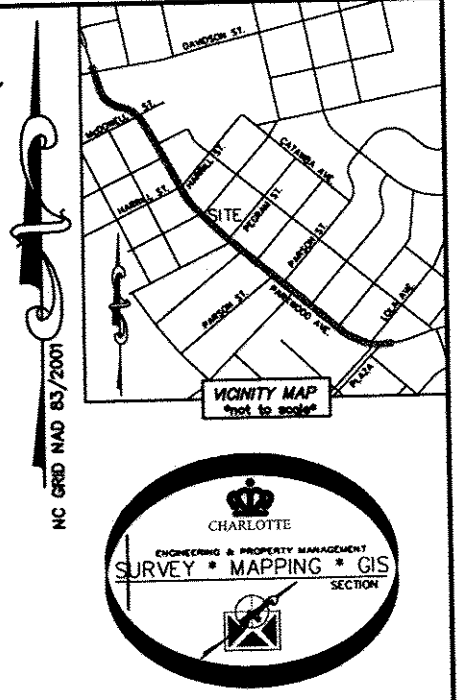 DAVIDSON ST.
McDOWELL ST.
HARRILL ST.
CATAWBA AVE.
HARRILL ST.
SITE
PEGRAM ST.
PARSON ST.
PARSON ST.
PARKWOOD AVE.
LOLA AVE.
PLAZA
VICINITY MAP
*not to scale*
NC GRID NAD 83/2001
CHARLOTTE
ENGINEERING & PROPERTY MANAGEMENT
SURVEY * MAPPING * GIS
SECTION